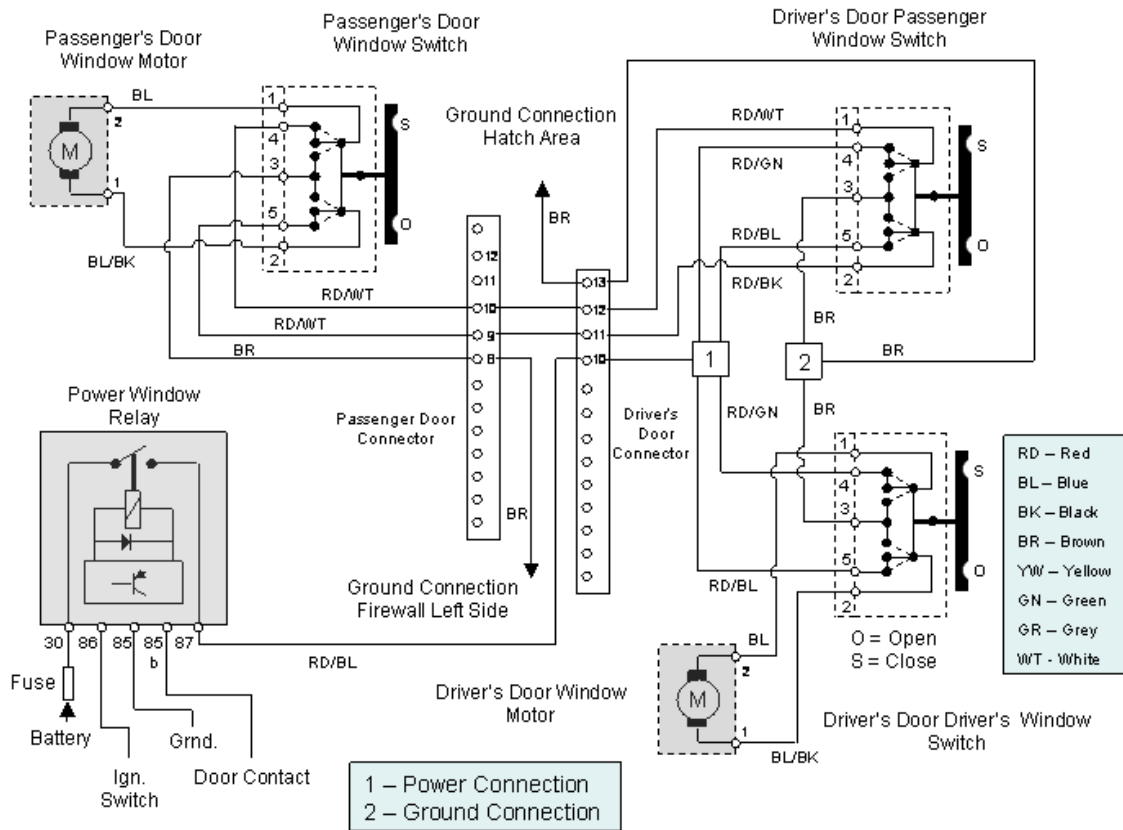 Passenger's Door
Window Motor
Passenger's Door
Window Switch
Driver's Door Passenger
Window Switch
BL
2
M
1
BL/BK
1
4
3
5
2
S
O
Ground Connection
Hatch Area
BR
RD/WT
RD/GN
RD/BL
RD/BK
1
4
3
5
2
S
O
12
11
10
9
8
13
12
11
10
RD/WT
RD/WT
BR
BR
1
2
BR
RD/GN
BR
Power Window
Relay
Passenger Door
Connector
Driver's
Door
Connector
BR
Ground Connection
Firewall Left Side
1
4
3
5
2
S
O
RD/BL
O = Open
S = Close
RD – Red
BL – Blue
BK – Black
BR – Brown
YW – Yellow
GN – Green
GR – Grey
WT - White
30
86
85
85
b
87
RD/BL
Fuse
Battery
Ign.
Switch
Grnd.
Door Contact
Driver's Door Window
Motor
BL
2
M
1
BL/BK
Driver's Door Driver's Window
Switch
1 – Power Connection
2 – Ground Connection